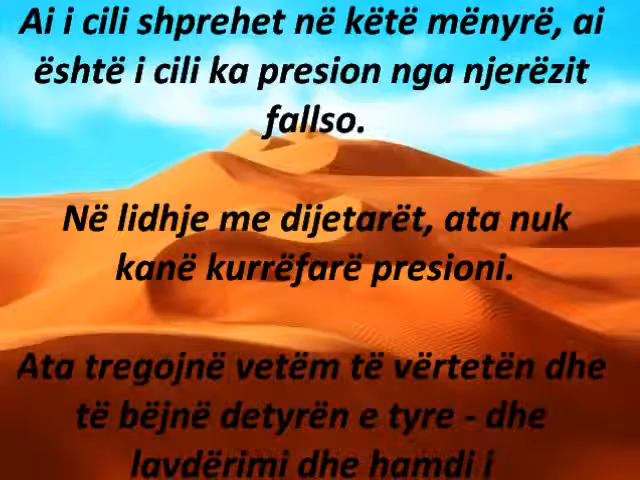 Ai i cili shprehet në këtë mënyrë, ai
është i cili ka presion nga njerëzit
fallso.
Në lidhje me dijetarët, ata nuk
kanë kurrëfarë presioni.
Ata tregojnë vetëm të vërtetën dhe
të bëjnë detyrën e tyre - dhe
lavdërimi dhe hamdi i